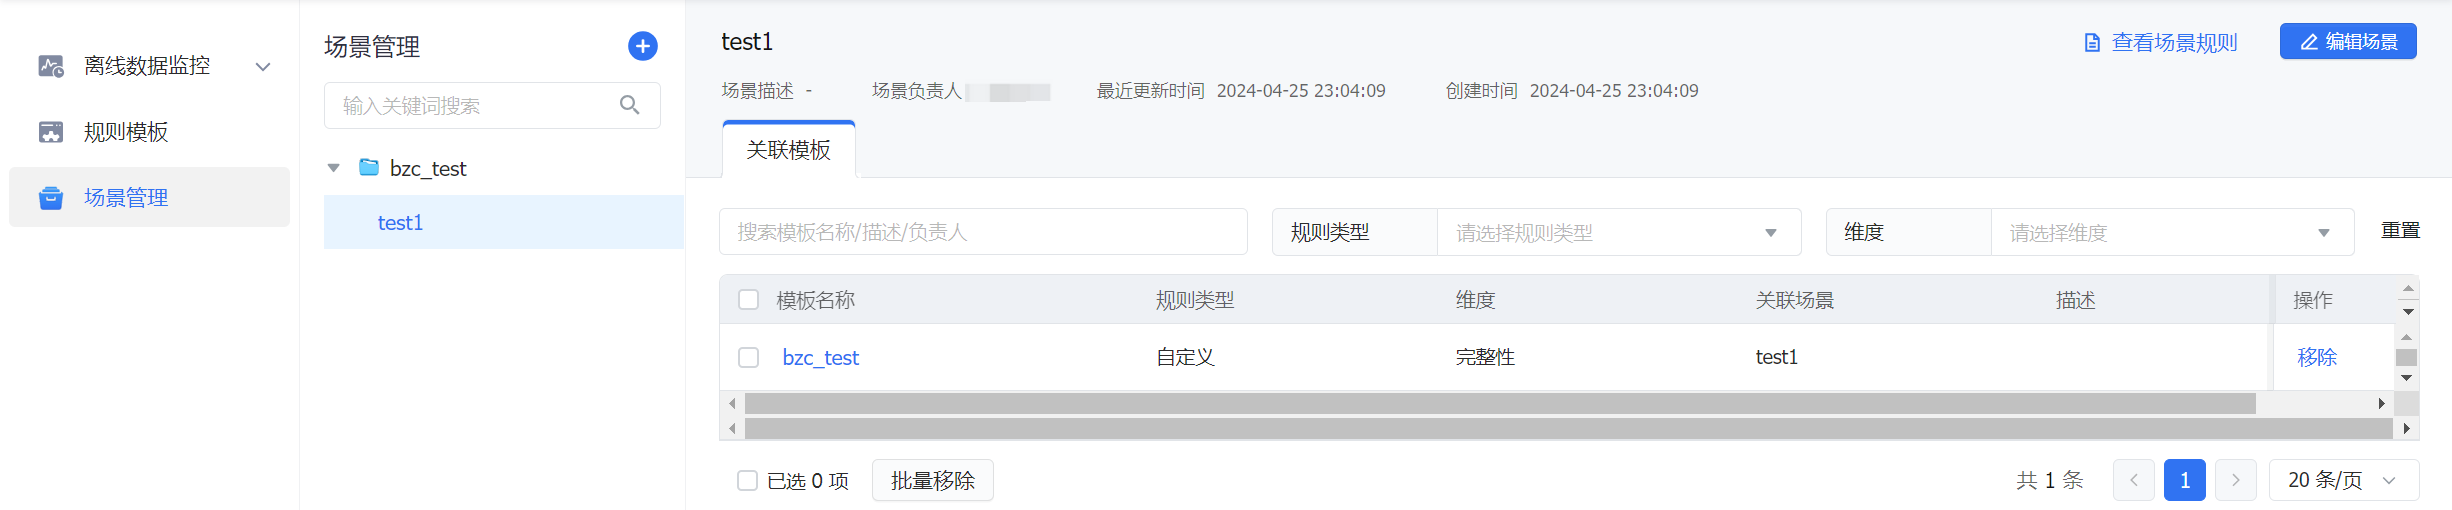 离线数据监控
规则模板
场景管理
场景管理
输入关键词搜索
bzc_test
test1
test1
查看场景规则
编辑场景
场景描述 - 场景负责人 最近更新时间 2024-04-25 23:04:09 创建时间 2024-04-25 23:04:09
关联模板
搜索模板名称/描述/负责人 规则类型 请选择规则类型 维度 请选择维度 重置
模板名称 规则类型 维度 关联场景 描述 操作
bzc_test 自定义 完整性 test1 移除
已选 0 项 批量移除 共 1 条 1 20 条/页